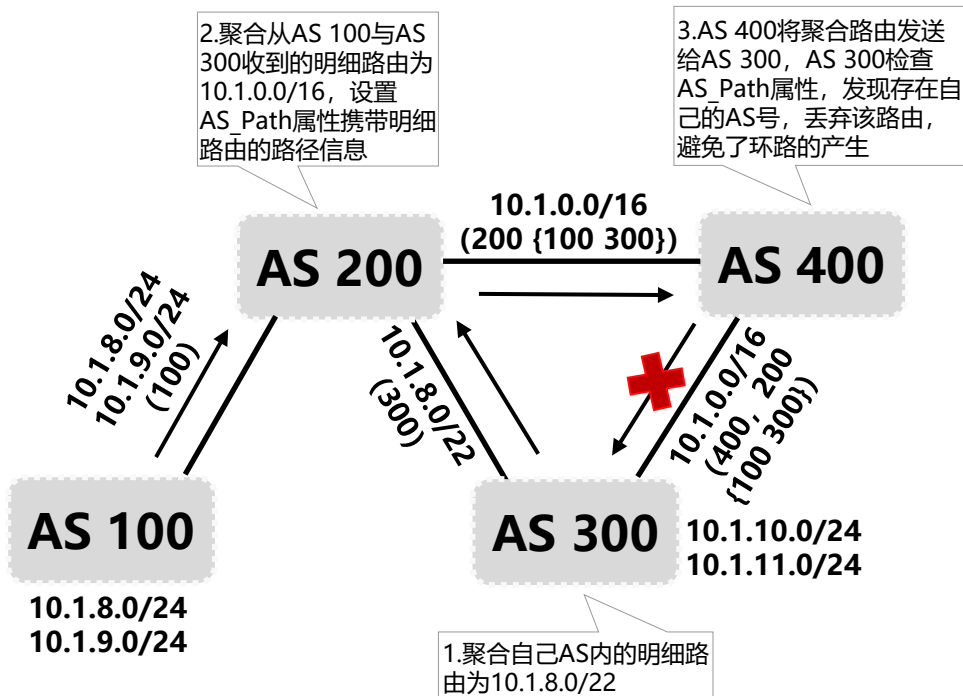 2.聚合从AS 100与AS
300收到的明细路由为
10.1.0.0/16，设置
AS_Path属性携带明细
路由的路径信息
3.AS 400将聚合路由发送
给AS 300，AS 300检查
AS_Path属性，发现存在自
己的AS号，丢弃该路由，
避免了环路的产生
10.1.0.0/16
(200 {100 300})
AS 200
AS 400
10.1.8.0/24
10.1.9.0/24
(100)
10.1.8.0/22
(300)
10.1.0.0/16
(400，200
{100 300})
AS 100
AS 300
10.1.10.0/24
10.1.11.0/24
10.1.8.0/24
10.1.9.0/24
1.聚合自己AS内的明细路
由为10.1.8.0/22